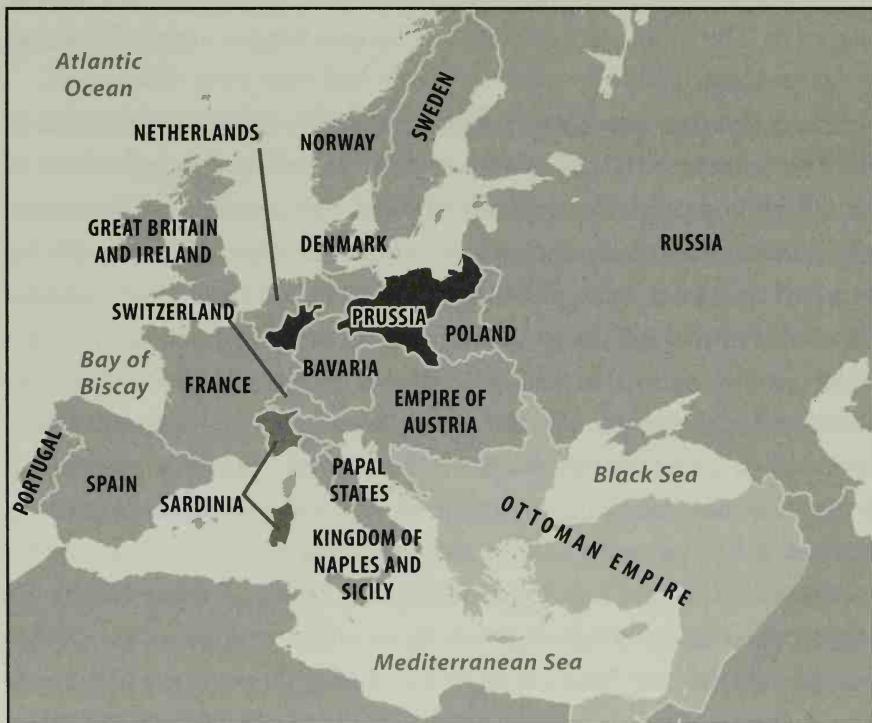 Atlantic
Ocean
NETHERLANDS
NORWAY
SWEDEN
GREAT BRITAIN
AND IRELAND
DENMARK
RUSSIA
SWITZERLAND
PRUSSIA
POLAND
Bay of
Biscay
FRANCE
BAVARIA
EMPIRE OF
AUSTRIA
PORTUGAL
SPAIN
SARDINIA
PAPAL
STATES
Black Sea
KINGDOM OF
NAPLES AND
SICILY
OTTOMAN EMPIRE
Mediterranean Sea